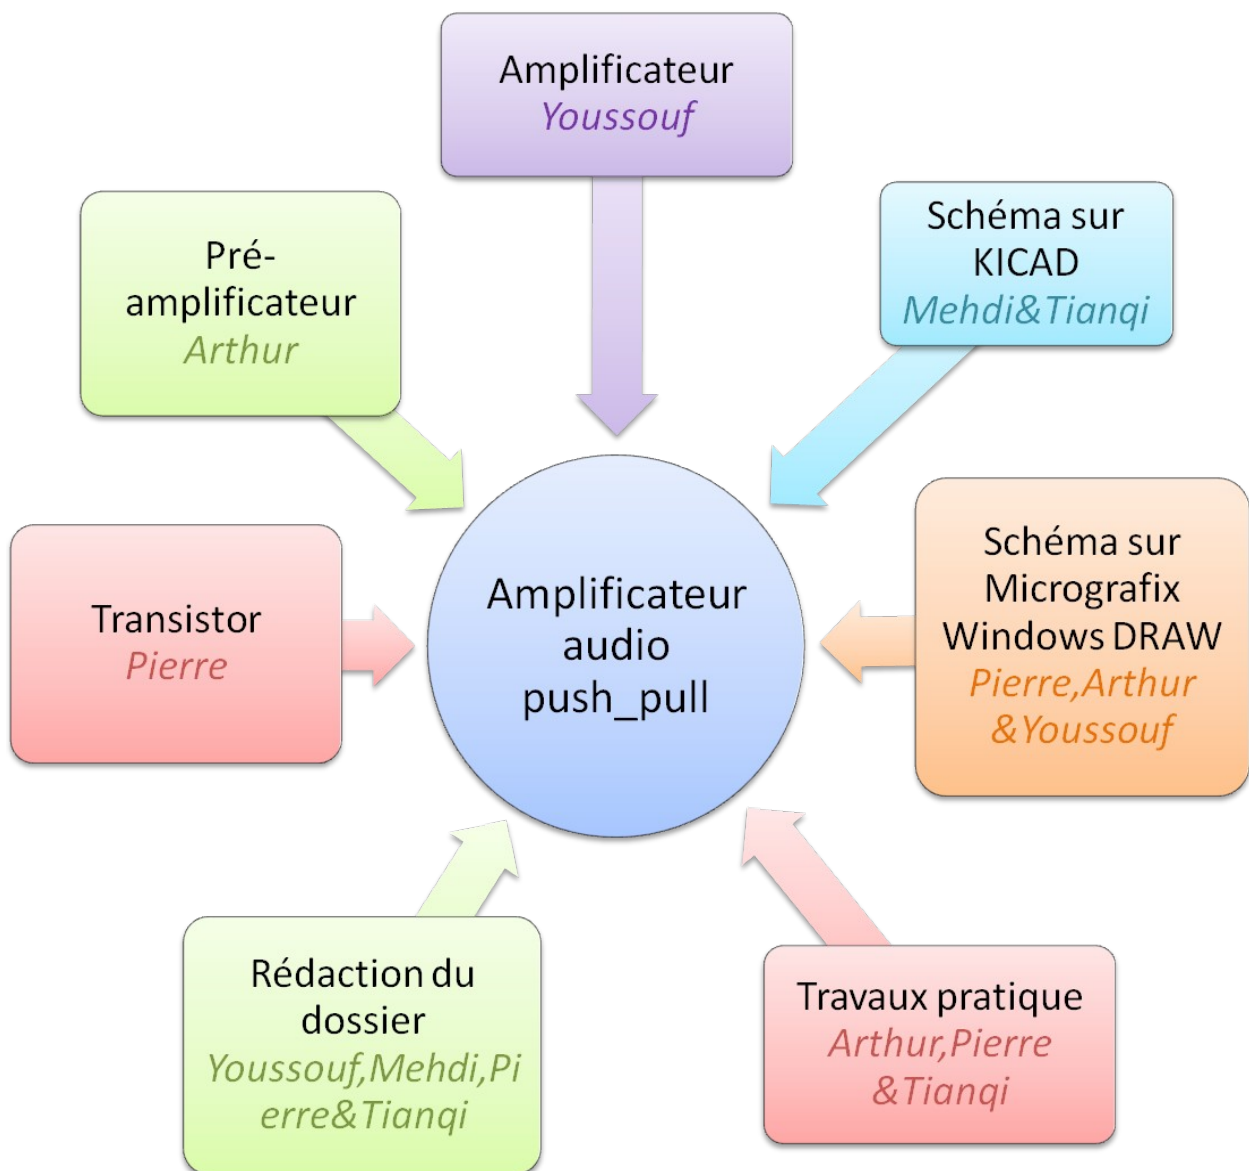 Amplificateur
Youssouf
Pré-
amplificateur
Arthur
Schéma sur
KICAD
Mehdi&Tianqi
Transistor
Pierre
Amplificateur
audio
push_pull
Schéma sur
Micrografix
Windows DRAW
Pierre,Arthur
&Youssouf
Rédaction du
dossier
Youssouf,Mehdi,Pi
erre&Tianqi
Travaux pratique
Arthur,Pierre
&Tianqi